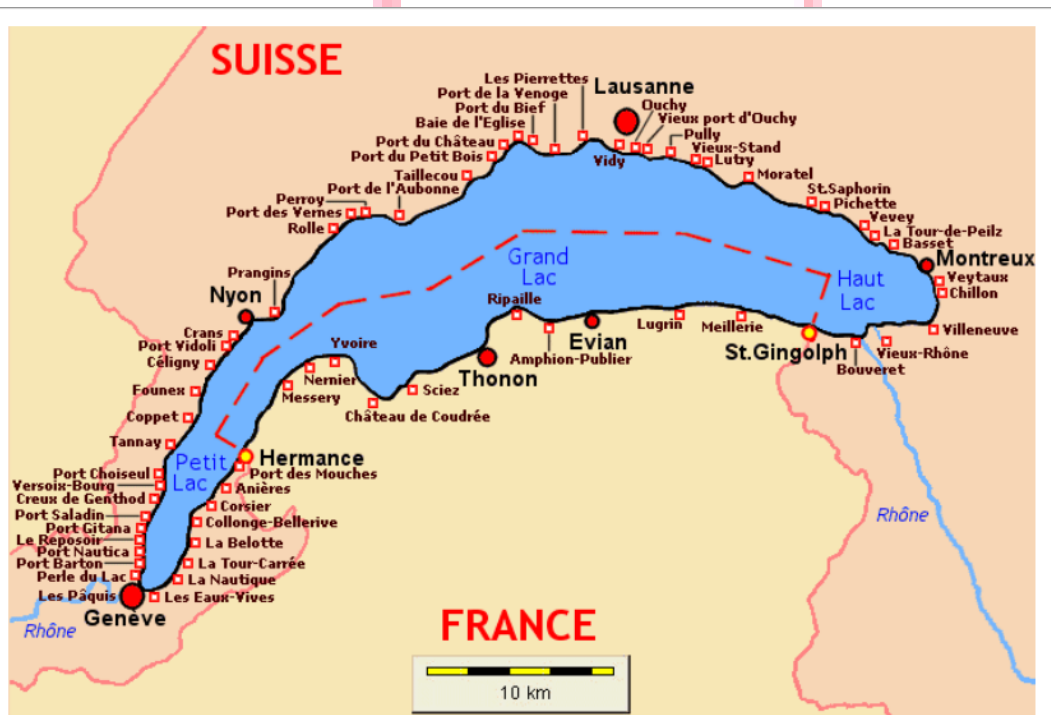 SUISSE
Les Pierrettes
Lausanne
Port de la Venoge
Ouchy
Port du Bief
Vieux port d'Ouchy
Baie de l'Eglise
Pully
Port du Château
Vieux-Stand
Port du Petit Bois
Vidy
Lutry
Taillecou
Moratel
Port de l'Aubonne
St.Saphorin
Perroy
Pichette
Port des Vernes
Vevey
Rolle
La Tour-de-Peilz
Basset
Grand
Lac
Montreux
Prangins
Haut
Lac
Veytaux
Nyon
Ripaille
Chillon
Crans
Lugrin
Meillerie
Villeneuve
Port Vidoli
Yvoire
Evian
St.Gingolph
Vieux-Rhône
Céligny
Amphion-Publier
Bouveret
Nernier
Thonon
Founex
Messery
Sciez
Château de Coudrée
Coppet
Tannay
Petit
Lac
Hermance
Port Choiseul
Port des Mouches
Versoix-Bourg
Anières
Creux de Genthod
Corsier
Port Saladin
Collonge-Bellerive
Rhône
Port Gitana
Le Reposoir
La Belotte
Port Nautica
Port Barton
La Tour-Carrée
Perle du Lac
La Nautique
Les Pâquis
Les Eaux-Vives
Genève
Rhône
FRANCE
10 km